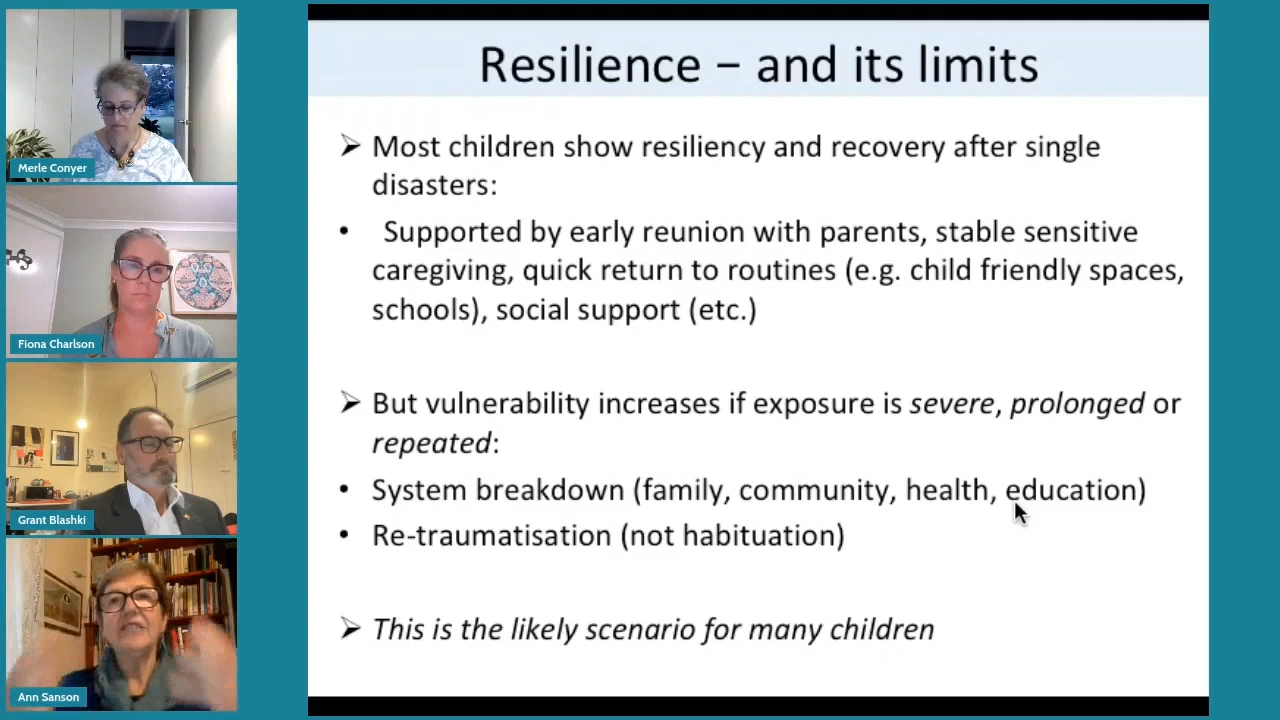 Merle Conyer
Fiona Charlson
Grant Blashki
Ann Sanson
Resilience – and its limits
➢ Most children show resiliency and recovery after single
disasters:
• Supported by early reunion with parents, stable sensitive
caregiving, quick return to routines (e.g. child friendly spaces,
schools), social support (etc.)
➢ But vulnerability increases if exposure is severe, prolonged or
repeated:
• System breakdown (family, community, health, education)
• Re-traumatisation (not habituation)
➢ This is the likely scenario for many children